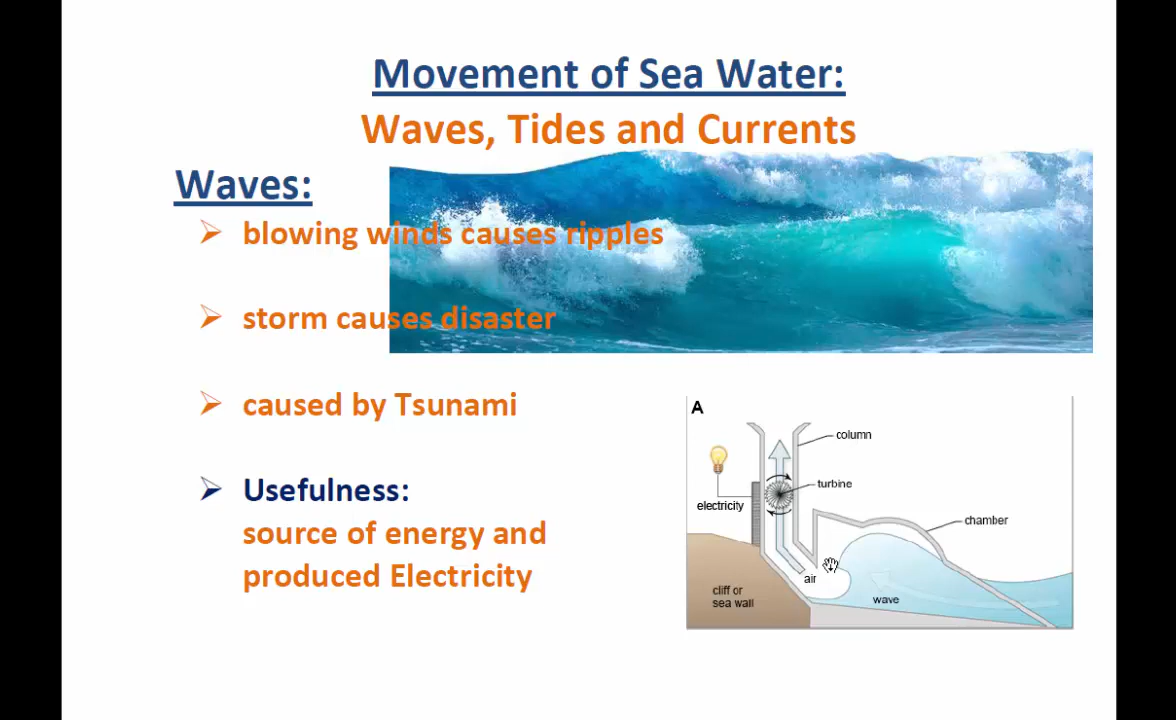 Movement of Sea Water:
Waves, Tides and Currents
Waves:
blowing winds causes ripples
storm causes disaster
caused by Tsunami
Usefulness:
source of energy and
produced Electricity
A
column
turbine
electricity
chamber
air
cliff or
sea wall
wave